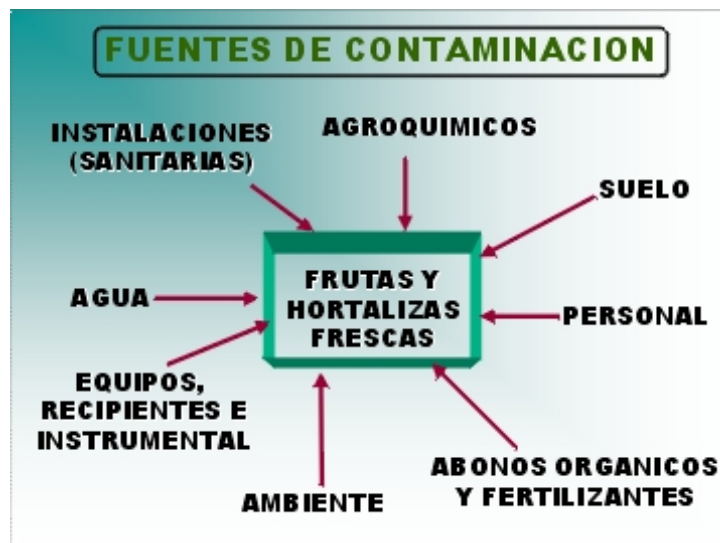 FUENTES DE CONTAMINACION
INSTALACIONES
(SANITARIAS)
AGROQUIMICOS
SUELO
FRUTAS Y
HORTALIZAS
FRESCAS
AGUA
PERSONAL
EQUIPOS,
RECIPIENTES E
INSTRUMENTAL
AMBIENTE
ABONOS ORGANICOS
Y FERTILIZANTES